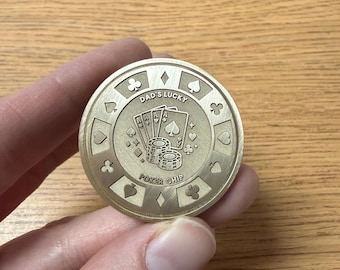 DAD'S LUCKY
POKER CHIP